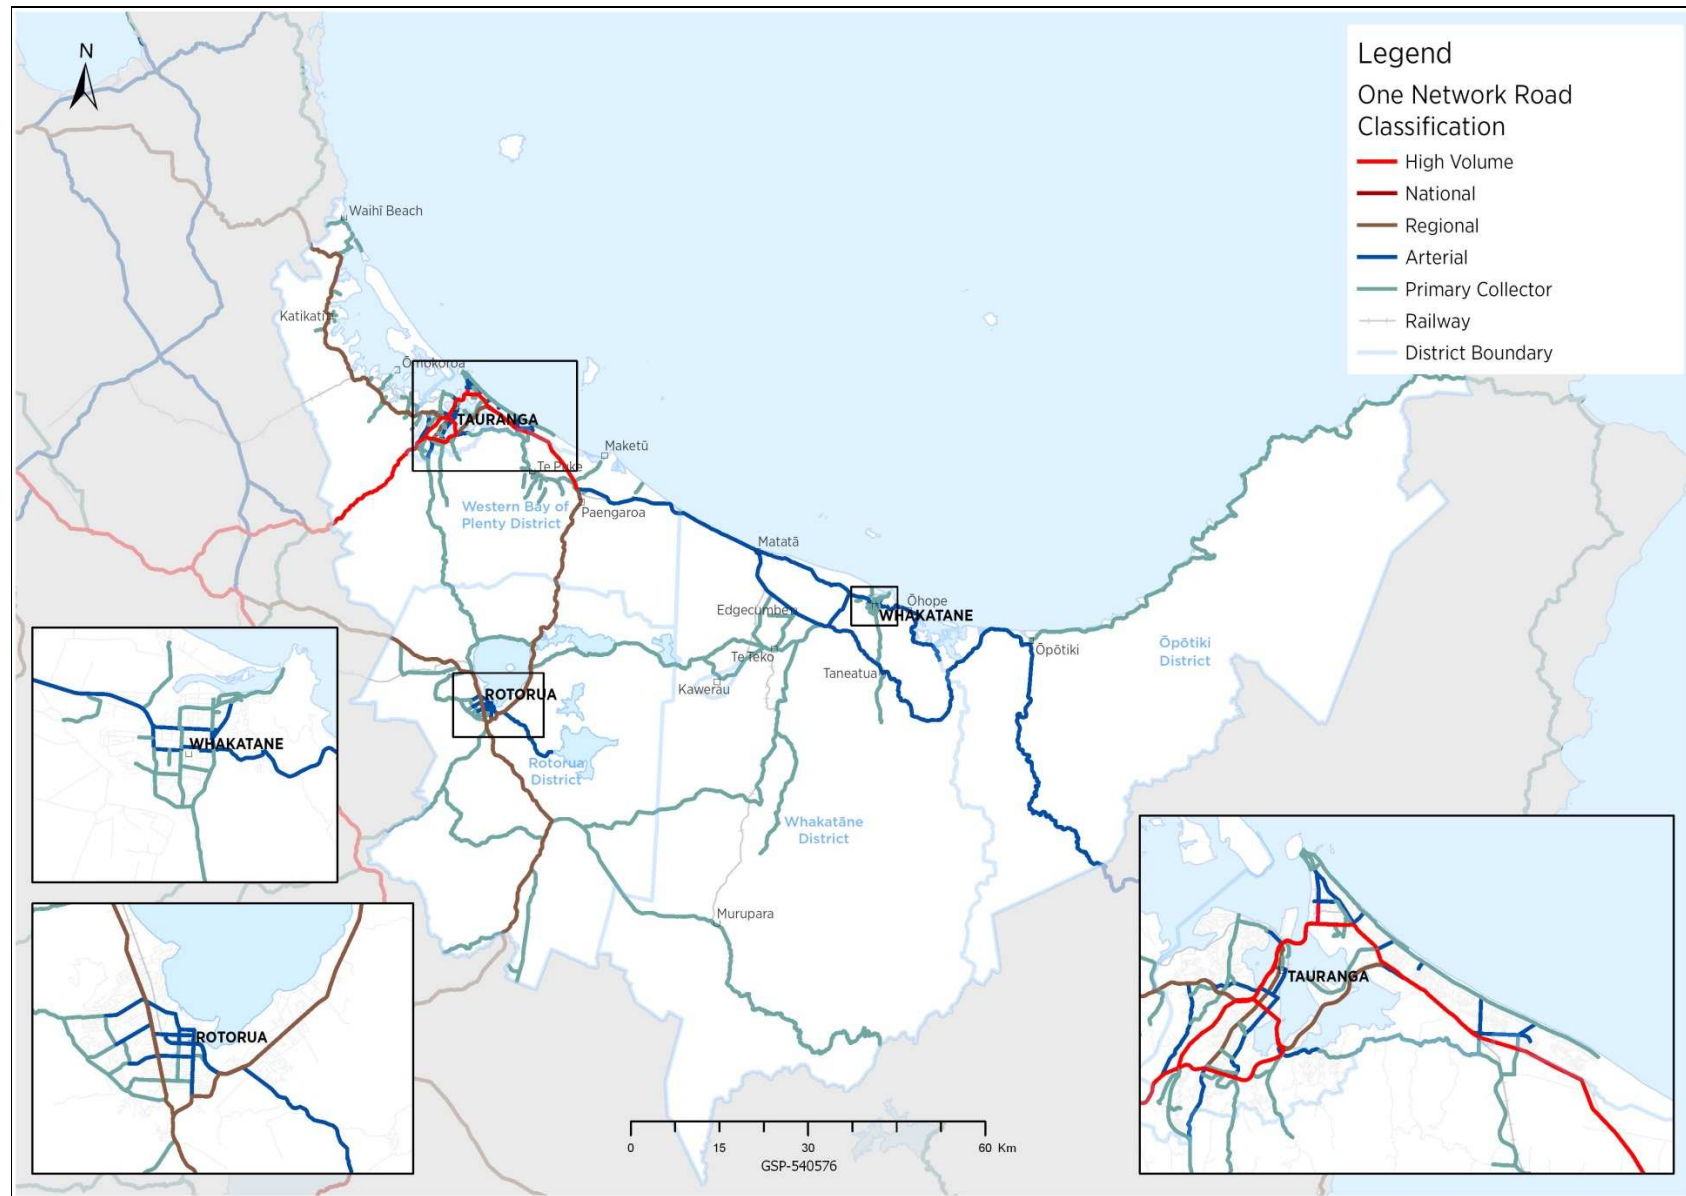 N
Legend
One Network Road
Classification
High Volume
National
Regional
Arterial
Primary Collector
Railway
District Boundary
Waihī Beach
Katikati
Ōmokoroa
TAURANGA
Maketū
Te Puke
Western Bay of
Plenty District
Paengaroa
Matatā
Edgecumbe
Ōhope
WHAKATANE
Te Teko
Kawerau
Taneatua
Ōpōtiki
Ōpōtiki
District
ROTORUA
Rotorua
District
Whakatāne
District
Murupara
WHAKATANE
ROTORUA
TAURANGA
0 15 30 60 Km
GSP-540576